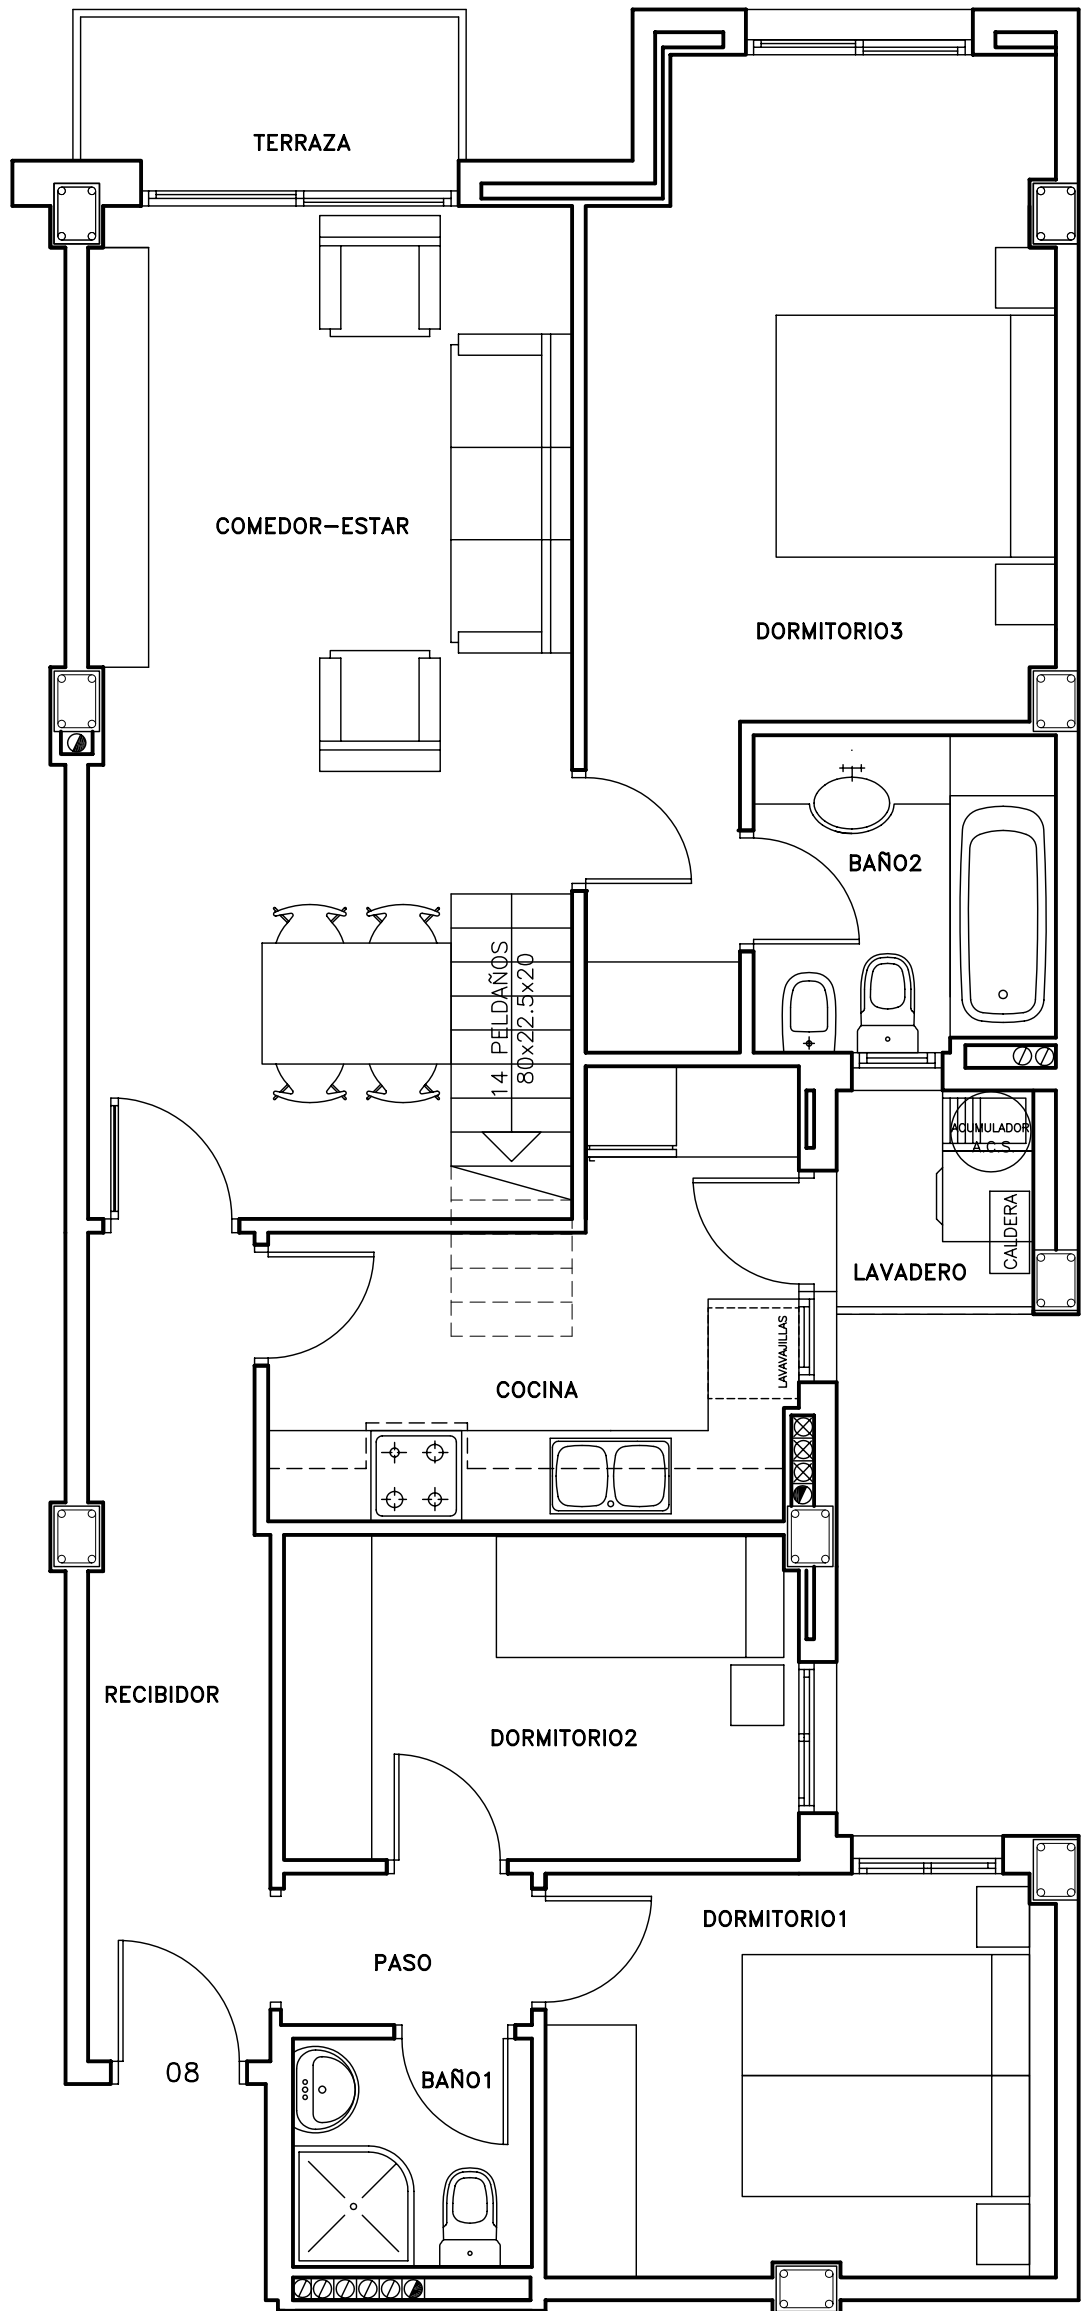 TERRAZA
COMEDOR-ESTAR
DORMITORIO3
BAÑO2
14 PELDAÑOS
80x22.5x20
ACUMULADOR
A.C.S.
CALDERA
LAVADERO
LAVAVAJILLAS
COCINA
RECIBIDOR
DORMITORIO2
DORMITORIO1
PASO
08
BAÑO1